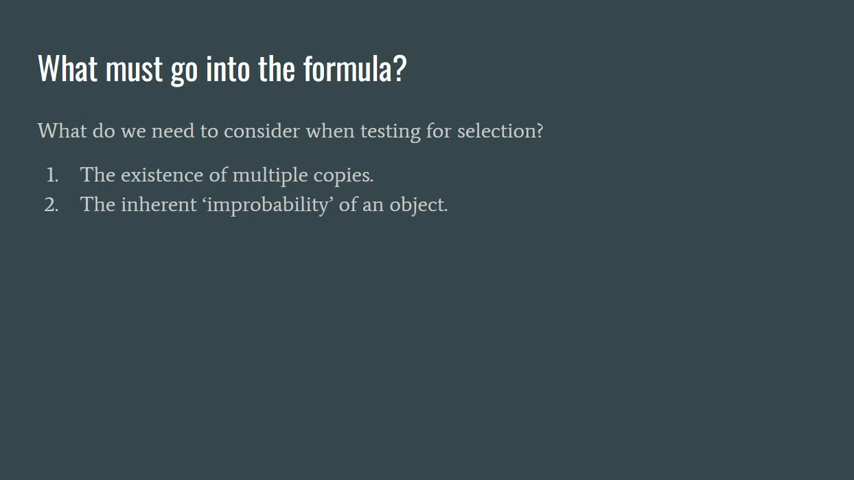 What must go into the formula?
What do we need to consider when testing for selection?
1. The existence of multiple copies.
2. The inherent ‘improbability’ of an object.